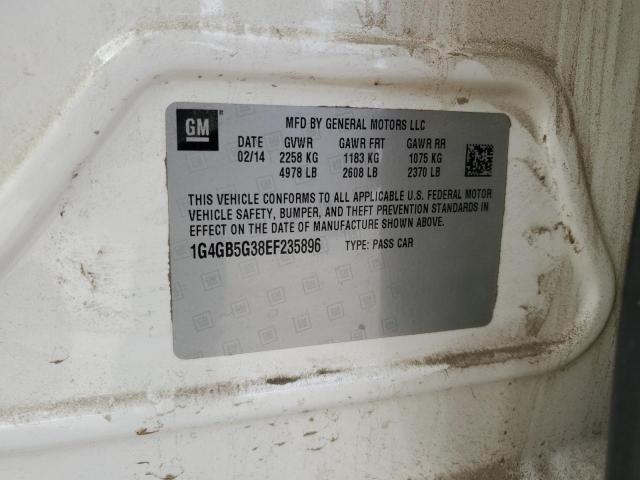 GM
MFD BY GENERAL MOTORS LLC
DATE GVWR GAWR FRT GAWR RR
02/14 2258 KG 1183 KG 1075 KG
4978 LB 2608 LB 2370 LB
THIS VEHICLE CONFORMS TO ALL APPLICABLE U.S. FEDERAL MOTOR
VEHICLE SAFETY, BUMPER, AND THEFT PREVENTION STANDARDS IN
EFFECT ON THE DATE OF MANUFACTURE SHOWN ABOVE.
1G4GB5G38EF235896 TYPE: PASS CAR